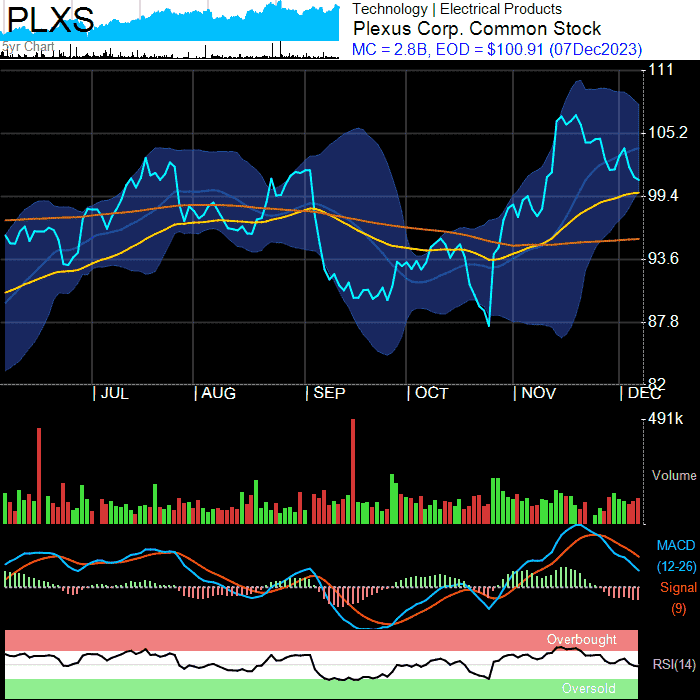 PLXS
5yr Chart
Technology | Electrical Products
Plexus Corp. Common Stock
MC = 2.8B, EOD = $100.91 (07Dec2023)
111
105.2
99.4
93.6
87.8
82
JUL AUG SEP OCT NOV DEC
491k
Volume
MACD
(12-26)
Signal
(9)
Overbought
RSI(14)
Oversold